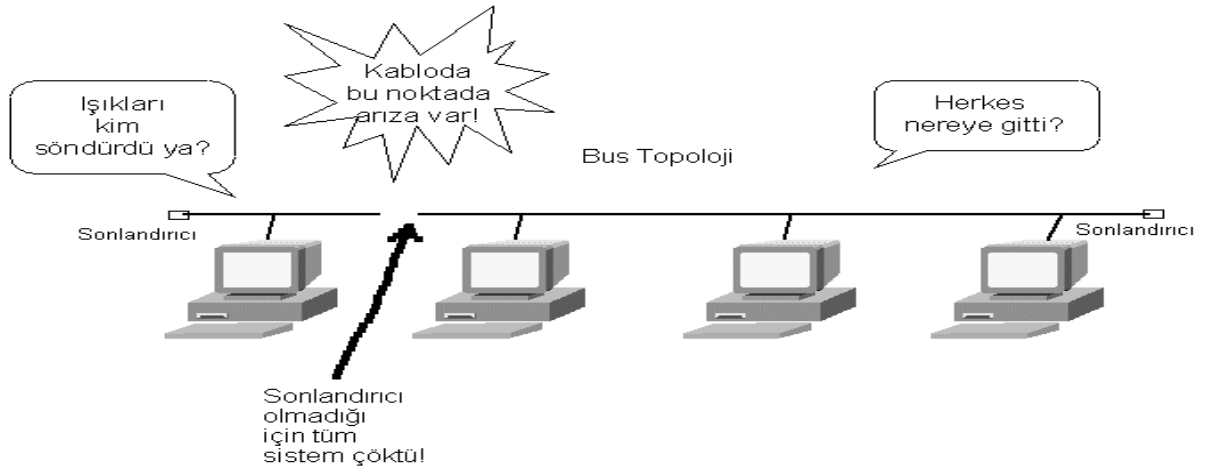 Işıkları
kim
söndürdü ya?
Kabloda
bu noktada
arıza var!
Herkes
nereye gitti?
Bus Topoloji
Sonlandırıcı
Sonlandırıcı
Sonlandırıcı
olmadığı
için tüm
sistem çöktü!